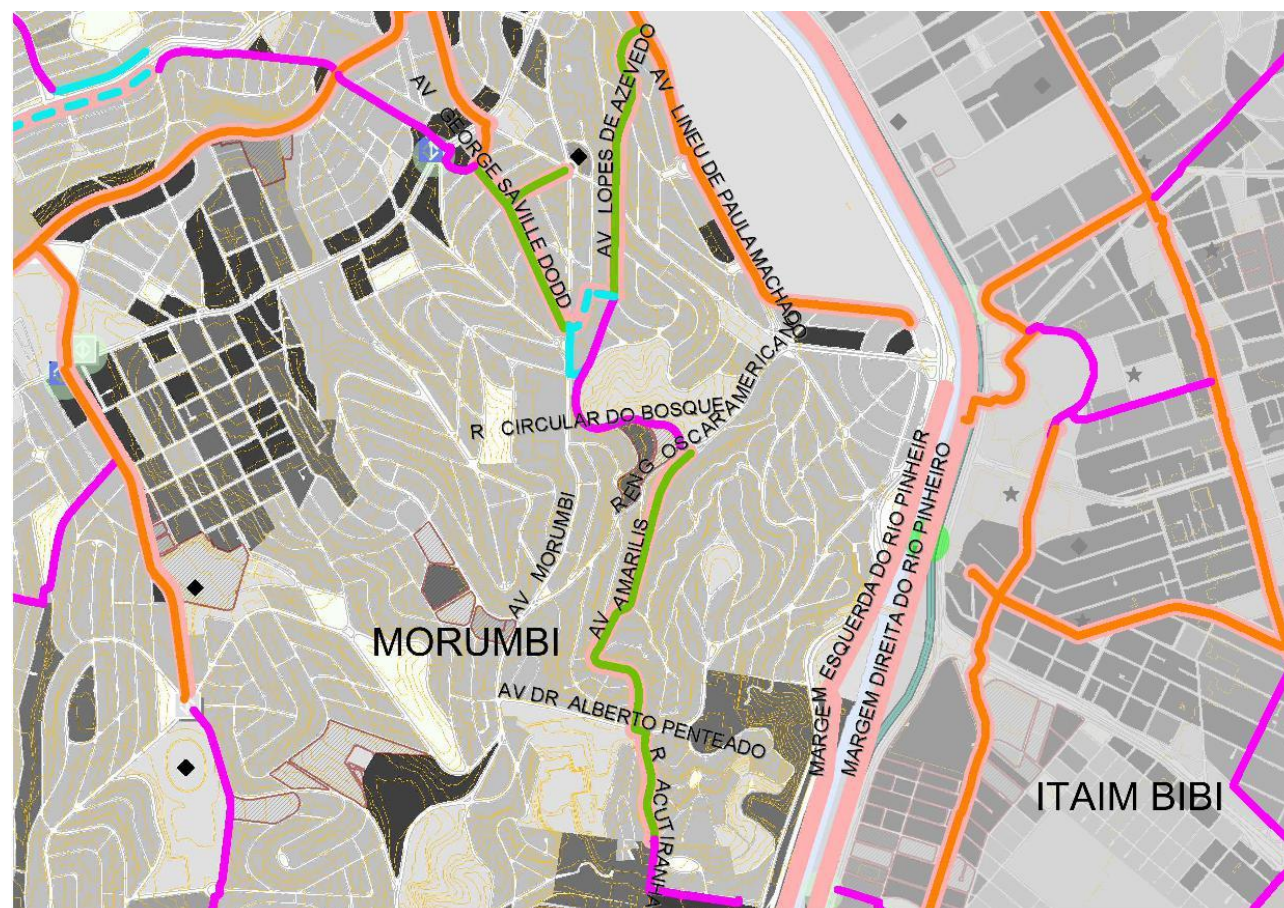 AV GEORGE SAVILLE DODD
AV LOPES DE AZEVEDO
AV LINEU DE PAULA MACHADO
R CIRCULAR DO BOSQUE
R ENG OSCAR AMERICANO
AV MORUMBI
AV AMARILIS
MORUMBI
AV DR ALBERTO PENTEADO
R ACUTIRANHA
MARGEM ESQUERDA DO RIO PINHEIR
MARGEM DIREITA DO RIO PINHEIRO
ITAIM BIBI